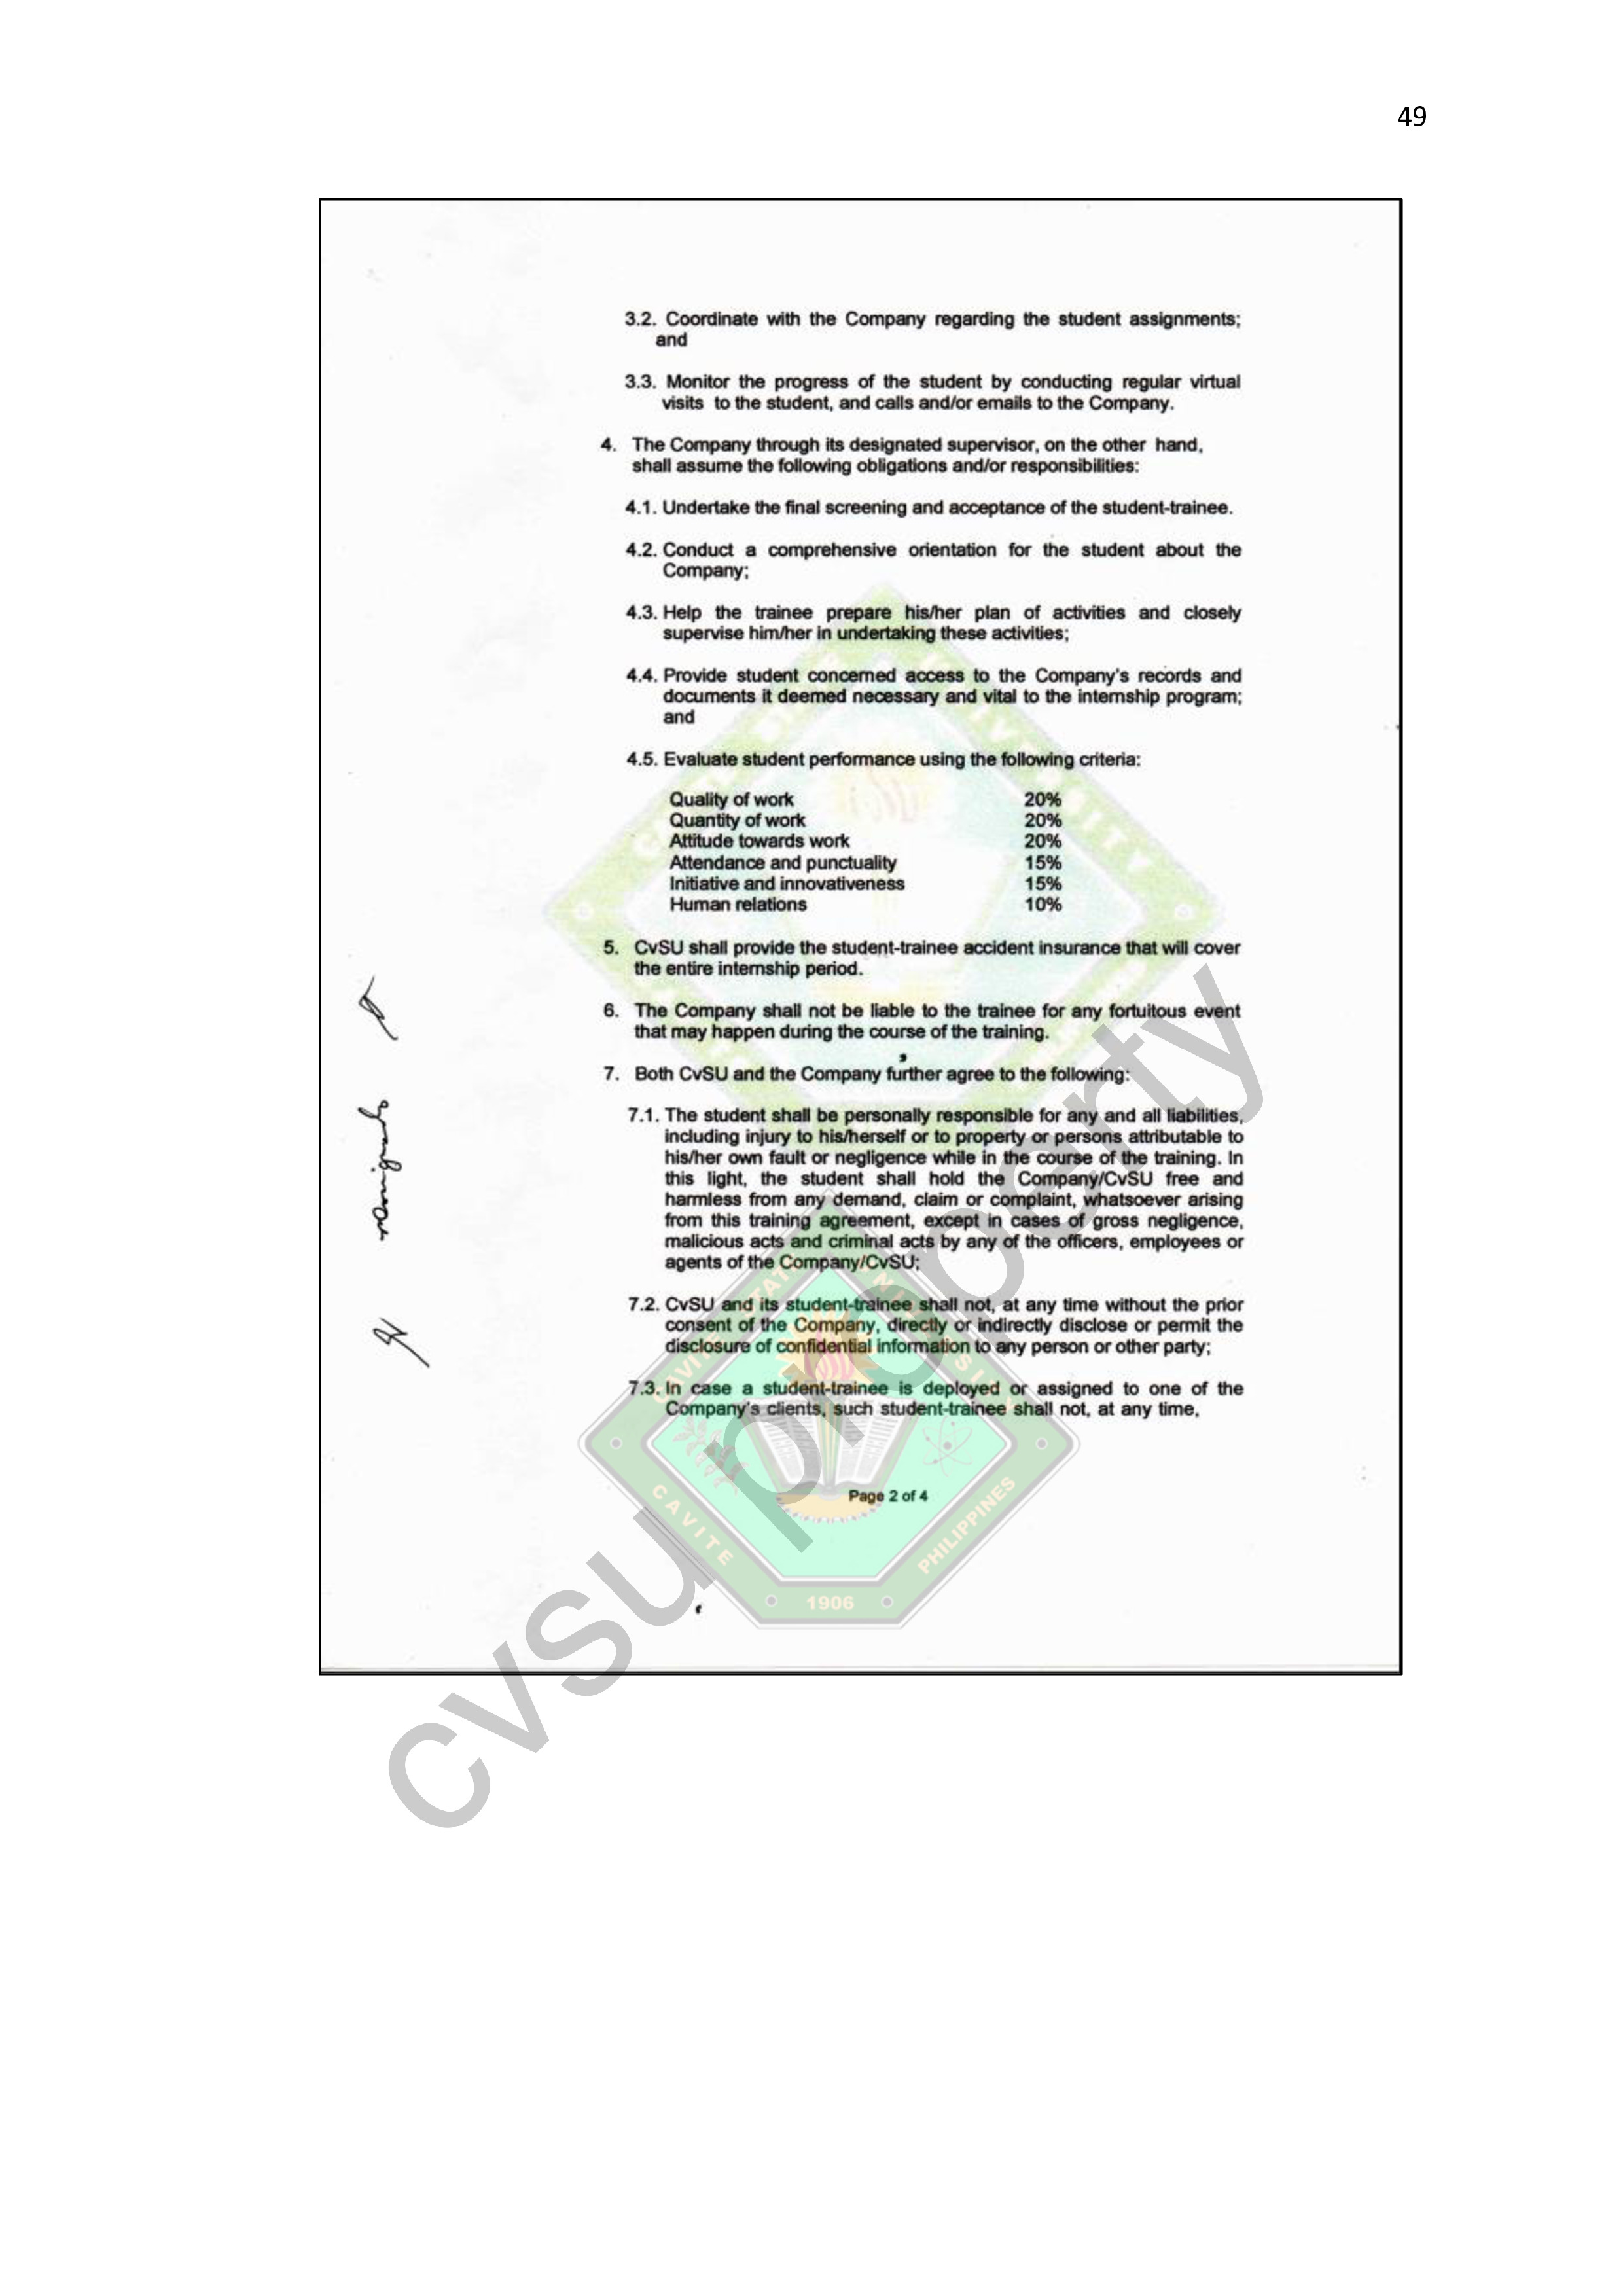 49
3.2. Coordinate with the Company regarding the student assignments;
and
3.3. Monitor the progress of the student by conducting regular virtual
visits to the student, and calls and/or emails to the Company.
4. The Company through its designated supervisor, on the other hand,
shall assume the following obligations and/or responsibilities:
4.1. Undertake the final screening and acceptance of the student-trainee.
4.2. Conduct a comprehensive orientation for the student about the
Company;
4.3. Help the trainee prepare his/her plan of activities and closely
supervise him/her in undertaking these activities;
4.4. Provide student concerned access to the Company's records and
documents it deemed necessary and vital to the internship program;
and
4.5. Evaluate student performance using the following criteria:
Quality of work 20%
Quantity of work 20%
Attitude towards work 20%
Attendance and punctuality 15%
Initiative and innovativeness 15%
Human relations 10%
5. CvSU shall provide the student-trainee accident insurance that will cover
the entire internship period.
6. The Company shall not be liable to the trainee for any fortuitous event
that may happen during the course of the training.
7. Both CvSU and the Company further agree to the following:
7.1. The student shall be personally responsible for any and all liabilities,
including injury to his/herself or to property or persons attributable to
his/her own fault or negligence while in the course of the training. In
this light, the student shall hold the Company/CvSU free and
harmless from any demand, claim or complaint, whatsoever arising
from this training agreement, except in cases of gross negligence,
malicious acts and criminal acts by any of the officers, employees or
agents of the Company/CvSU;
7.2. CvSU and its student-trainee shall not, at any time without the prior
consent of the Company, directly or indirectly disclose or permit the
disclosure of confidential information to any person or other party;
7.3. In case a student-trainee is deployed or assigned to one of the
Company's clients, such student-trainee shall not, at any time,
Page 2 of 4
CAVITE STATE UNIVERSITY
CAVITE
PHILIPPINES
1906
cvsu property